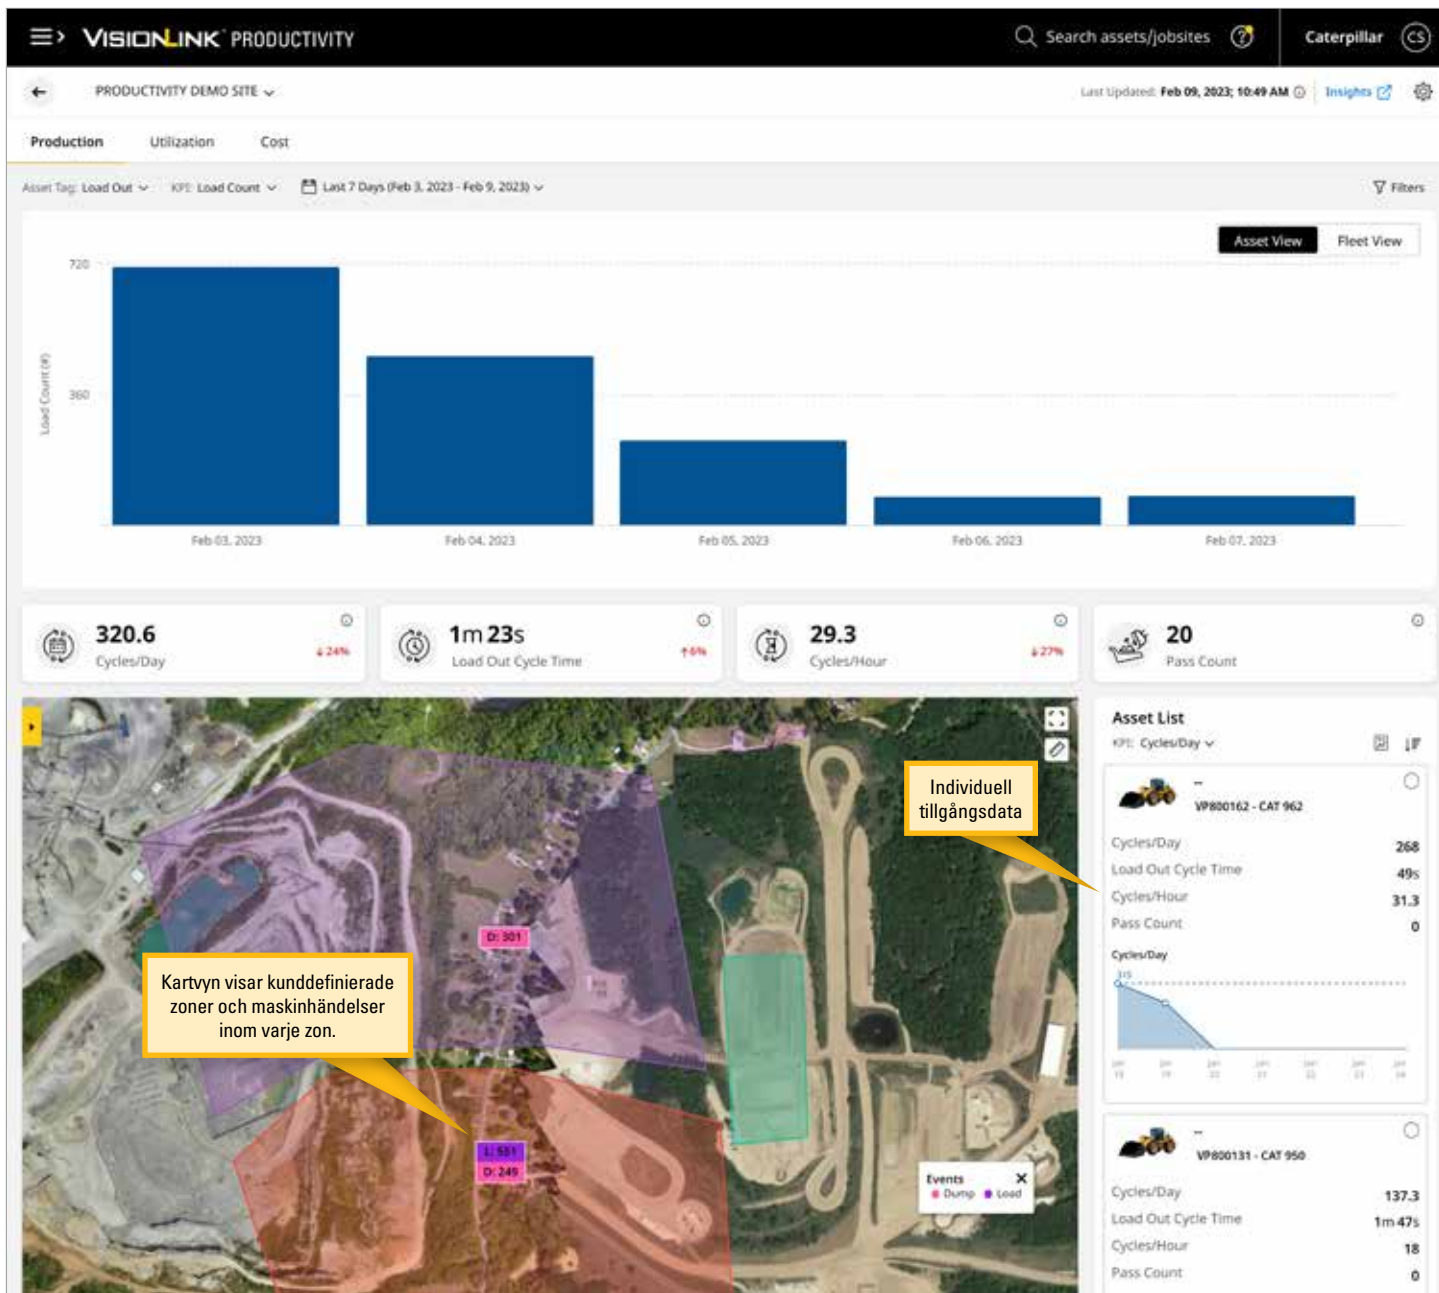 VISIONLINK PRODUCTIVITY
Search assets/jobsites
Caterpillar
CS
PRODUCTIVITY DEMO SITE
Last Updated: Feb 09, 2023; 10:49 AM
Insights
Production
Utilization
Cost
Asset Tag: Load Out
KPI: Load Count
Last 7 Days (Feb 3, 2023 - Feb 9, 2023)
Filters
Asset View
Fleet View
720
360
Load Count (#)
Feb 03, 2023
Feb 04, 2023
Feb 05, 2023
Feb 06, 2023
Feb 07, 2023
320.6
Cycles/Day
↓24%
1m 23s
Load Out Cycle Time
↑6%
29.3
Cycles/Hour
↓27%
20
Pass Count
D: 301
Kartvyn visar kunddefinierade
zoner och maskinhändelser
inom varje zon.
L: 551
D: 249
Individuell
tillgångsdata
Events X
Dump Load
Asset List
KPI: Cycles/Day
--
VP800162 - CAT 962
Cycles/Day 268
Load Out Cycle Time 49s
Cycles/Hour 31.3
Pass Count 0
Cycles/Day
315
--
VP800131 - CAT 950
Cycles/Day 137.3
Load Out Cycle Time 1m 47s
Cycles/Hour 18
Pass Count 0